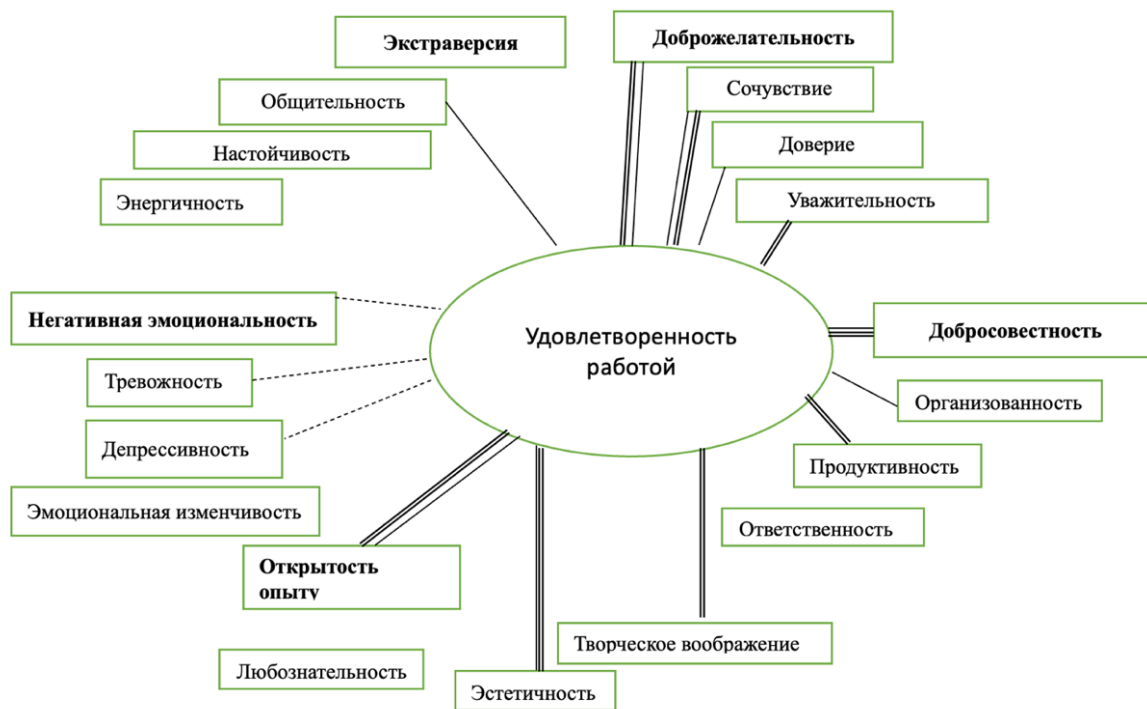 Экстраверсия
Доброжелательность
Общительность
Сочувствие
Настойчивость
Доверие
Энергичность
Уважительность
Негативная эмоциональность
Удовлетворенность
работой
Добросовестность
Тревожность
Организованность
Депрессивность
Продуктивность
Эмоциональная изменчивость
Ответственность
Открытость
опыту
Творческое воображение
Любознательность
Эстетичность